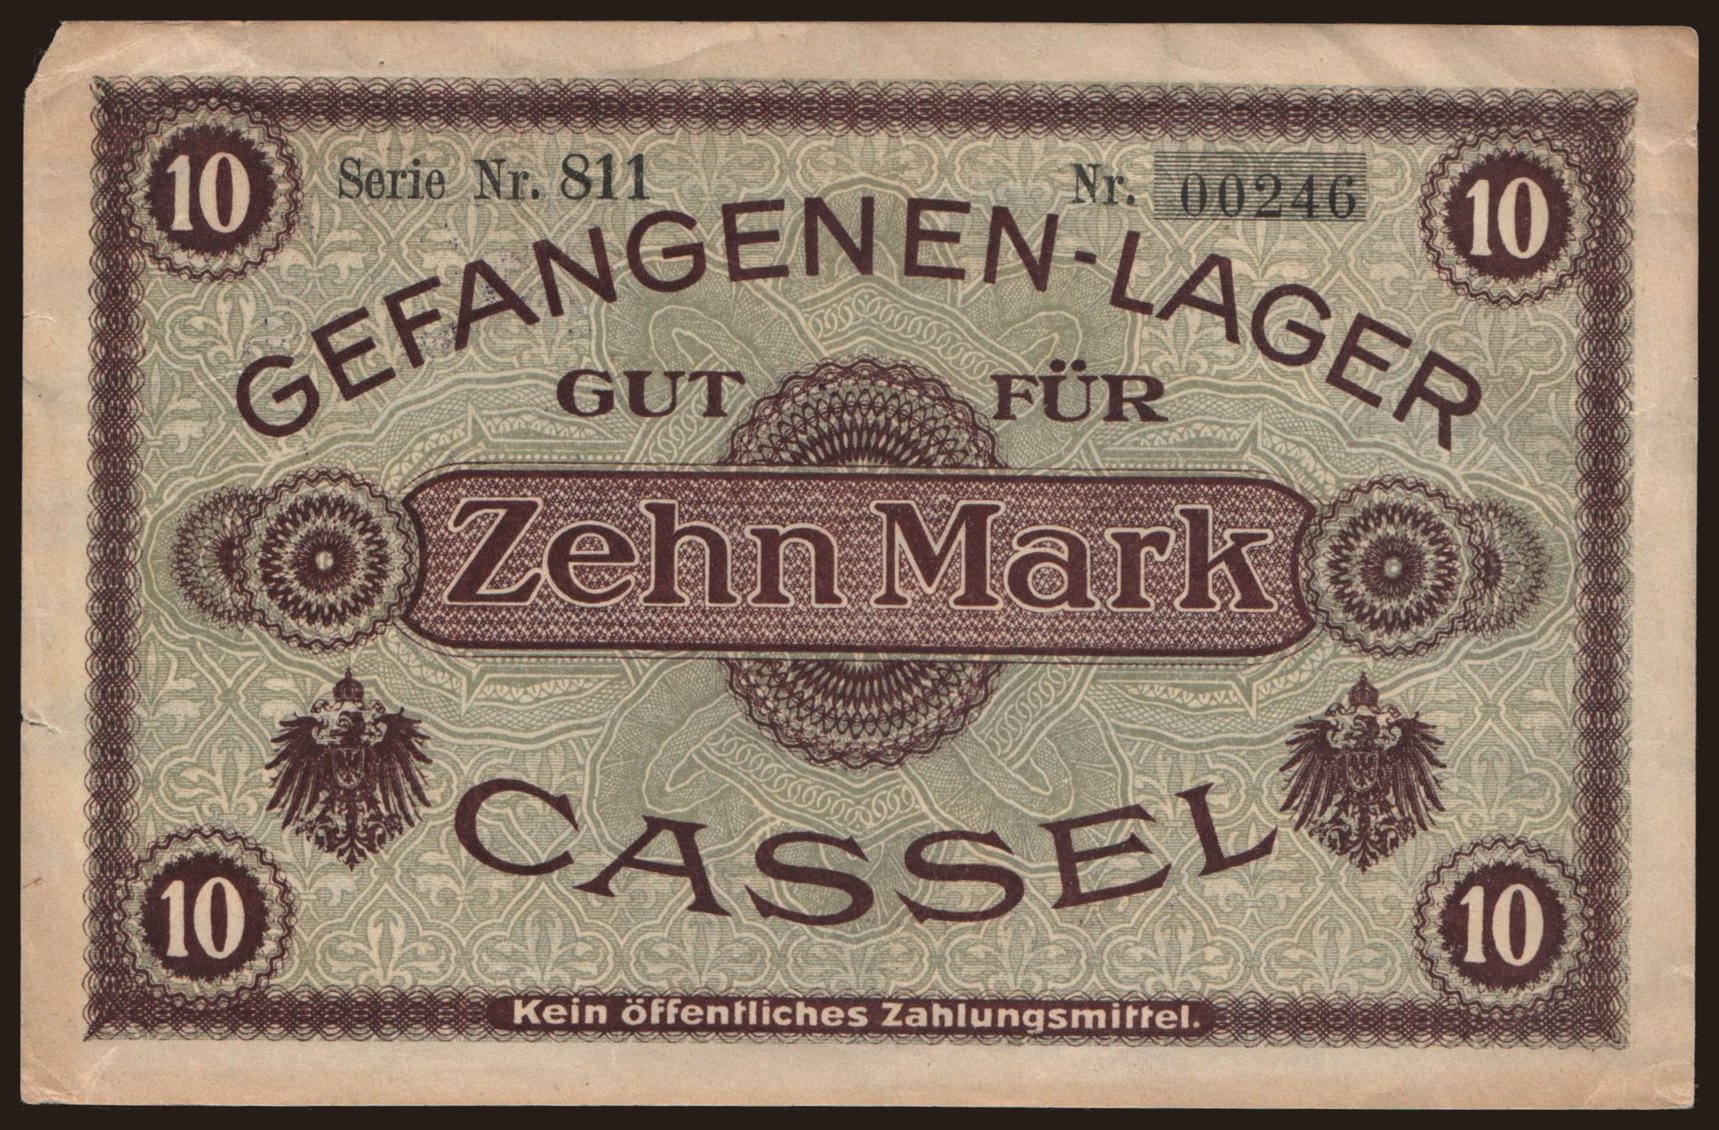 10 Serie Nr. 811 Nr. 00246 10
GEFANGENEN-LAGER
GUT FÜR
Zehn Mark
CASSEL
10 10
Kein öffentliches Zahlungsmittel.